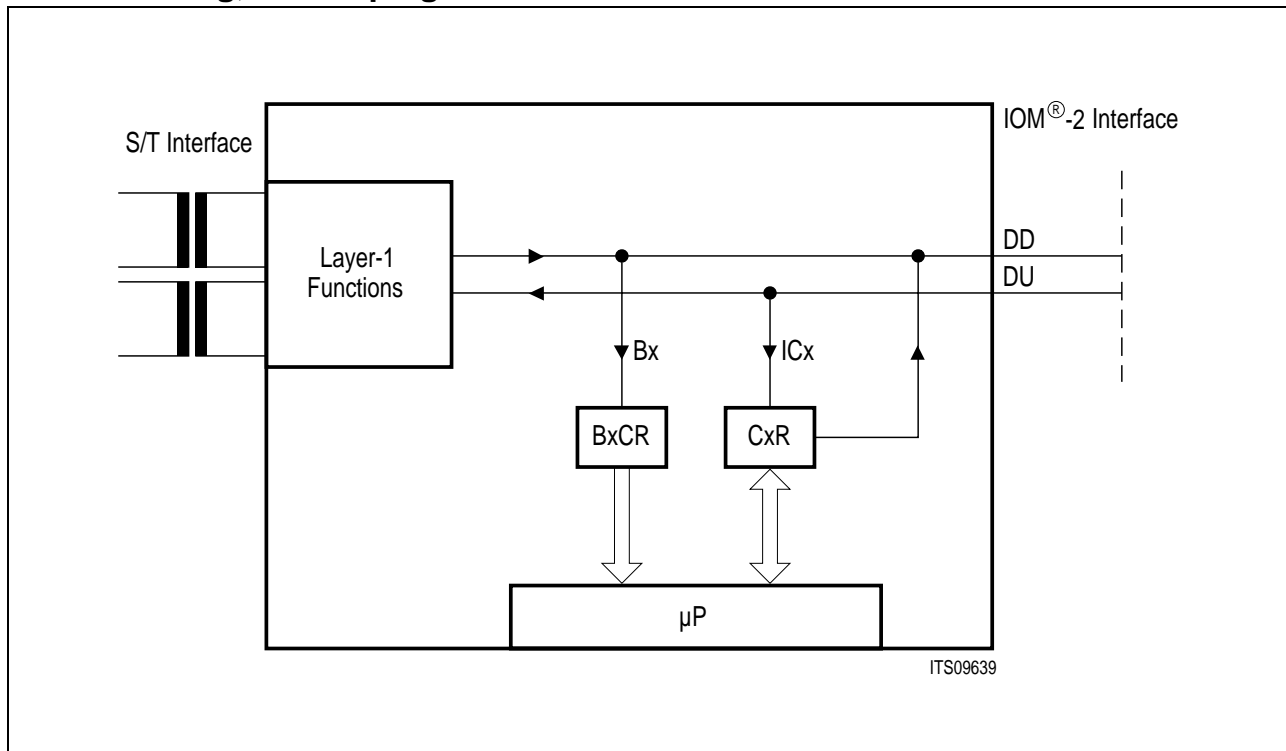 S/T Interface
IOM®-2 Interface
Layer-1
Functions
DD
DU
Bx
ICx
BxCR
CxR
µP
ITS09639